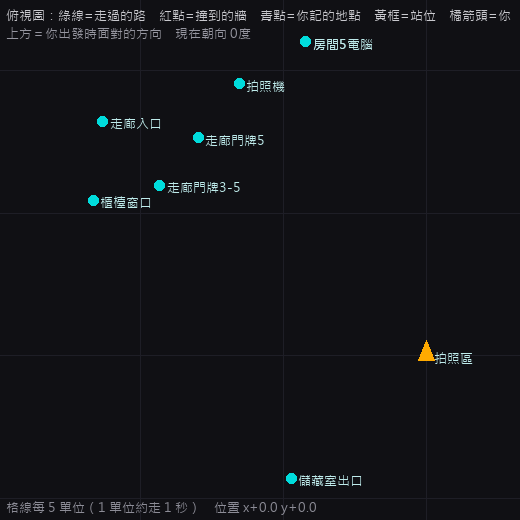 俯視圖：綠線=走過的路　紅點=撞到的牆　青點=你記的地點　黃框=站位　橘箭頭=你
上方＝你出發時面對的方向　現在朝向 0度
房間5電腦
拍照機
走廊入口
走廊門牌5
走廊門牌3-5
櫃檯窗口
拍照區
儲藏室出口
格線每 5 單位（1 單位約走 1 秒）　位置 x+0.0 y+0.0